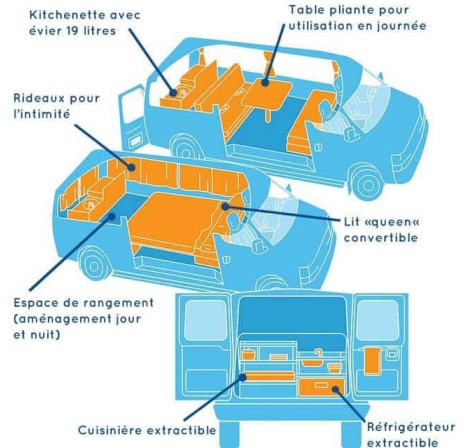 Kitchenette avec
évier 19 litres
Table pliante pour
utilisation en journée
Rideaux pour
l'intimité
Lit «queen«
convertible
Espace de rangement
(aménagement jour
et nuit)
Cuisinière extractible
Réfrigérateur
extractible